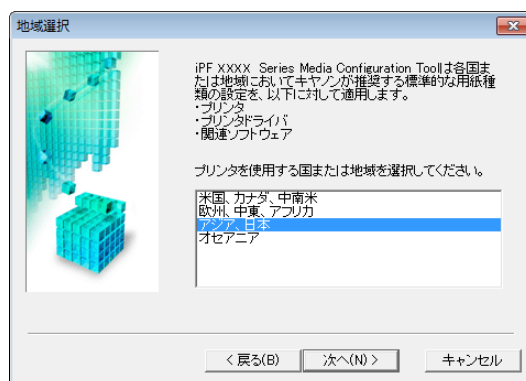 地域選択
iPF XXXX Series Media Configuration Toolは各国ま
たは地域においてキヤノンが推奨する標準的な用紙種
類の設定を、以下に対して適用します。
・プリンタ
・プリンタドライバ
・関連ソフトウェア
プリンタを使用する国または地域を選択してください。
米国、カナダ、中南米
欧州、中東、アフリカ
アジア、日本
オセアニア
< 戻る(B)
次へ(N) >
キャンセル